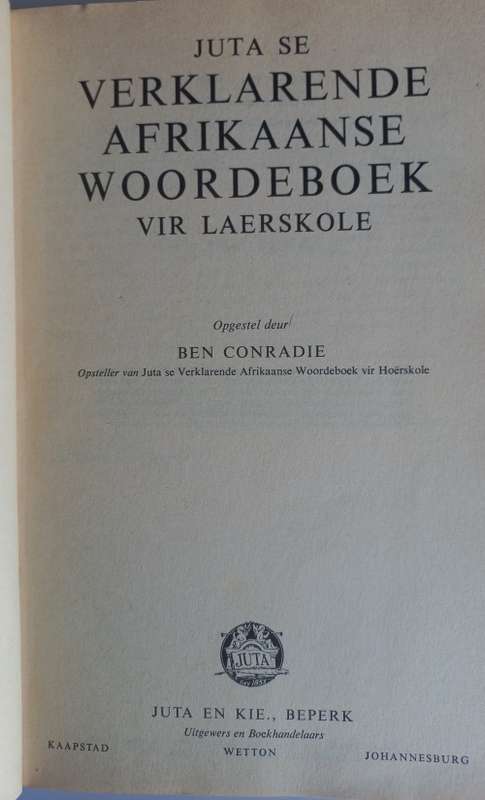 JUTA SE
VERKLARENDE
AFRIKAANSE
WOORDEBOEK
VIR LAERSKOLE
Opgestel deur
BEN CONRADIE
Opsteller van Juta se Verklarende Afrikaanse Woordeboek vir Hoërskole
JUTA
JUTA EN KIE., BEPERK
Uitgewers en Boekhandelaars
KAAPSTAD WETTON JOHANNESBURG